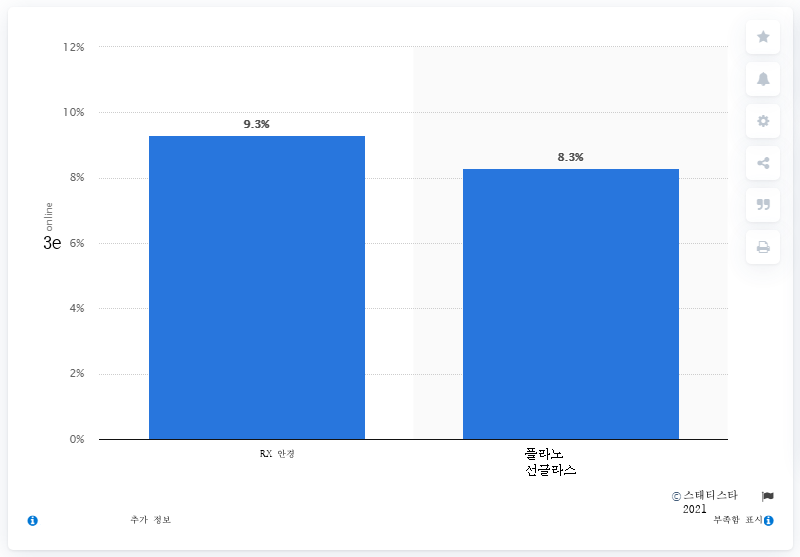 12%
10%
9.3%
8.3%
8%
online
3e
6%
4%
2%
0%
RX 안경
플라노
선글라스
© 스태티스타
2021
추가 정보
부족함 표시